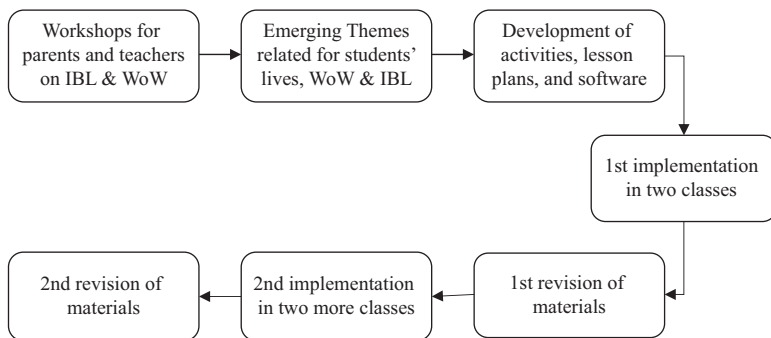 Workshops for
parents and teachers
on IBL & WoW
Emerging Themes
related for students’
lives, WoW & IBL
Development of
activities, lesson
plans, and software
1st implementation
in two classes
1st revision of
materials
2nd implementation
in two more classes
2nd revision of
materials